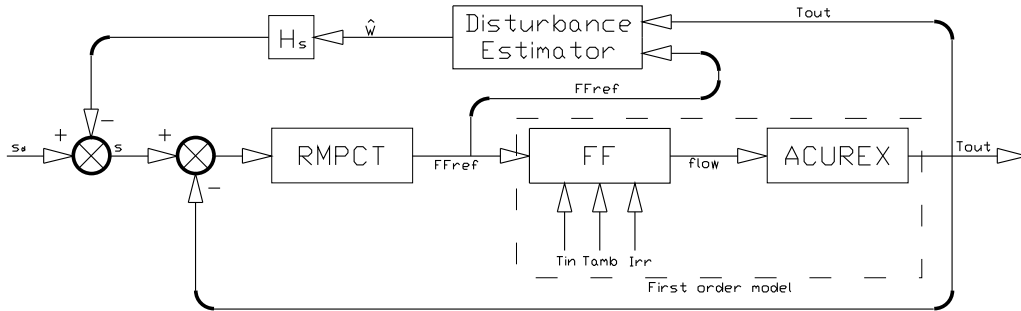 Tout
Disturbance
Estimator
Hs
ŵ
FFref
+
−
+
sd
s
RMPCT
FFref
FF
flow
ACUREX
Tout
−
Tin Tamb Irr
First order model